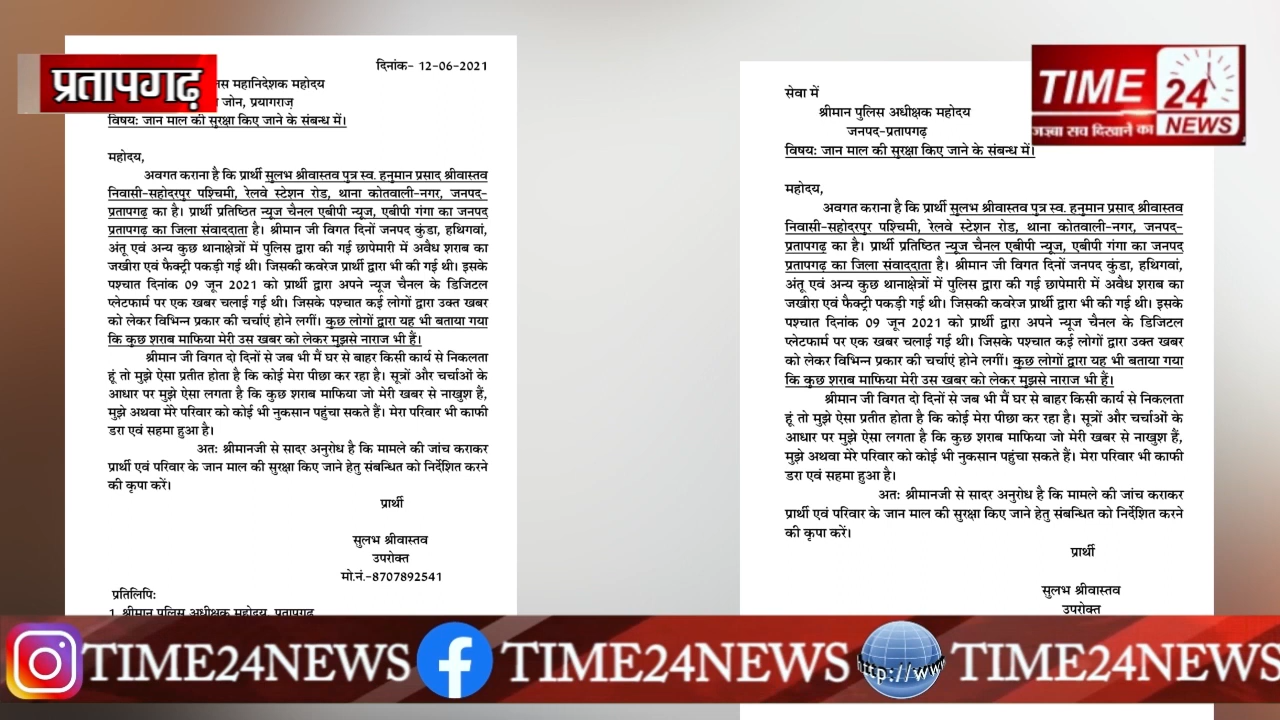 प्रतापगढ़
दिनांक- 12-06-2021
महानिदेशक महोदय
जोन, प्रयागराज
विषय: जान माल की सुरक्षा किए जाने के संबन्ध में।
महोदय,
अवगत कराना है कि प्रार्थी सुलभ श्रीवास्तव पुत्र स्व. हनुमान प्रसाद श्रीवास्तव
निवासी-सहोदरपुर पश्चिमी, रेलवे स्टेशन रोड, थाना कोतवाली-नगर, जनपद-
प्रतापगढ़ का है। प्रार्थी प्रतिष्ठित न्यूज चैनल एबीपी न्यूज, एबीपी गंगा का जनपद
प्रतापगढ़ का जिला संवाददाता है। श्रीमान जी विगत दिनों जनपद कुंडा, हथिगवां,
अंतू एवं अन्य कुछ थानाक्षेत्रों में पुलिस द्वारा की गई छापेमारी में अवैध शराब का
जखीरा एवं फैक्ट्री पकड़ी गई थी। जिसकी कवरेज प्रार्थी द्वारा भी की गई थी। इसके
पश्चात दिनांक 09 जून 2021 को प्रार्थी द्वारा अपने न्यूज चैनल के डिजिटल
प्लेटफार्म पर एक खबर चलाई गई थी। जिसके पश्चात कई लोगों द्वारा उक्त खबर
को लेकर विभिन्न प्रकार की चर्चाएं होने लगीं। कुछ लोगों द्वारा यह भी बताया गया
कि कुछ शराब माफिया मेरी उस खबर को लेकर मुझसे नाराज भी हैं।
श्रीमान जी विगत दो दिनों से जब भी मैं घर से बाहर किसी कार्य से निकलता
हूं तो मुझे ऐसा प्रतीत होता है कि कोई मेरा पीछा कर रहा है। सूत्रों और चर्चाओं के
आधार पर मुझे ऐसा लगता है कि कुछ शराब माफिया जो मेरी खबर से नाखुश हैं,
मुझे अथवा मेरे परिवार को कोई भी नुकसान पहुंचा सकते हैं। मेरा परिवार भी काफी
डरा एवं सहमा हुआ है।
अत: श्रीमानजी से सादर अनुरोध है कि मामले की जांच कराकर
प्रार्थी एवं परिवार के जान माल की सुरक्षा किए जाने हेतु संबन्धित को निर्देशित करने
की कृपा करें।
प्रार्थी
सुलभ श्रीवास्तव
उपरोक्त
मो.नं.-8707892541
प्रतिलिपि:
1. श्रीमान पुलिस अधीक्षक महोदय, प्रतापगढ़
सेवा में
श्रीमान पुलिस अधीक्षक महोदय
जनपद-प्रतापगढ़
विषय: जान माल की सुरक्षा किए जाने के संबन्ध में।
महोदय,
अवगत कराना है कि प्रार्थी सुलभ श्रीवास्तव पुत्र स्व. हनुमान प्रसाद श्रीवास्तव
निवासी-सहोदरपुर पश्चिमी, रेलवे स्टेशन रोड, थाना कोतवाली-नगर, जनपद-
प्रतापगढ़ का है। प्रार्थी प्रतिष्ठित न्यूज चैनल एबीपी न्यूज, एबीपी गंगा का जनपद
प्रतापगढ़ का जिला संवाददाता है। श्रीमान जी विगत दिनों जनपद कुंडा, हथिगवां,
अंतू एवं अन्य कुछ थानाक्षेत्रों में पुलिस द्वारा की गई छापेमारी में अवैध शराब का
जखीरा एवं फैक्ट्री पकड़ी गई थी। जिसकी कवरेज प्रार्थी द्वारा भी की गई थी। इसके
पश्चात दिनांक 09 जून 2021 को प्रार्थी द्वारा अपने न्यूज चैनल के डिजिटल
प्लेटफार्म पर एक खबर चलाई गई थी। जिसके पश्चात कई लोगों द्वारा उक्त खबर
को लेकर विभिन्न प्रकार की चर्चाएं होने लगीं। कुछ लोगों द्वारा यह भी बताया गया
कि कुछ शराब माफिया मेरी उस खबर को लेकर मुझसे नाराज भी हैं।
श्रीमान जी विगत दो दिनों से जब भी मैं घर से बाहर किसी कार्य से निकलता
हूं तो मुझे ऐसा प्रतीत होता है कि कोई मेरा पीछा कर रहा है। सूत्रों और चर्चाओं के
आधार पर मुझे ऐसा लगता है कि कुछ शराब माफिया जो मेरी खबर से नाखुश हैं,
मुझे अथवा मेरे परिवार को कोई भी नुकसान पहुंचा सकते हैं। मेरा परिवार भी काफी
डरा एवं सहमा हुआ है।
अत: श्रीमानजी से सादर अनुरोध है कि मामले की जांच कराकर
प्रार्थी एवं परिवार के जान माल की सुरक्षा किए जाने हेतु संबन्धित को निर्देशित करने
की कृपा करें।
प्रार्थी
सुलभ श्रीवास्तव
उपरोक्त
TIME 24 NEWS
जज़्बा सच दिखाने का
TIME24NEWS TIME24NEWS http://www TIME24NEWS